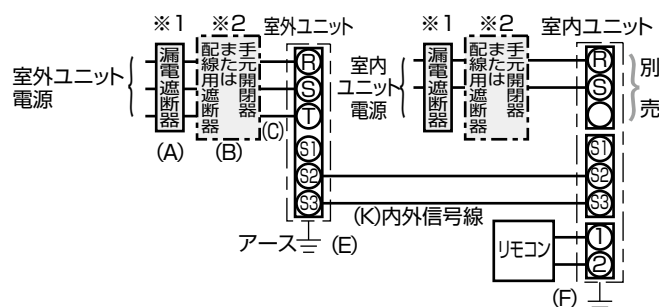 ※1
※2
室外ユニット
室外ユニット
電源
漏電遮断器
手元開閉器
または
配線用遮断器
(A)
(B)
(C)
R
S
T
S1
S2
S3
アース
(E)
(K)内外信号線
※1
※2
室内ユニット
室内
ユニット
電源
漏電遮断器
手元開閉器
または
配線用遮断器
R
S
別売
S1
S2
S3
リモコン
1
2
(F)